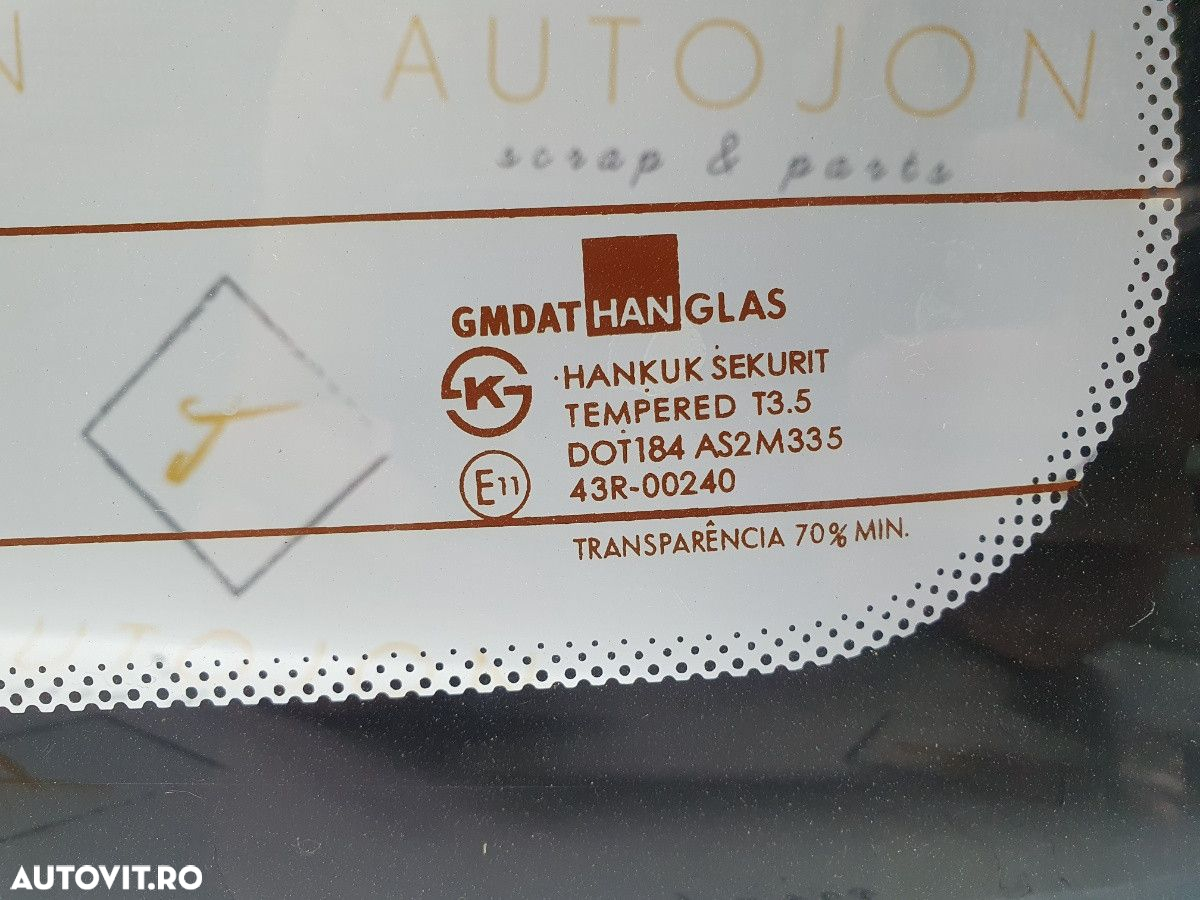 AUTOJON
scrap & parts
GMDAT HAN GLAS
K
HANKUK SEKURIT
TEMPERED T3.5
DOT184 AS2M335
E11 43R-00240
TRANSPARÊNCIA 70% MIN.
UTOJON
AUTOVIT.RO